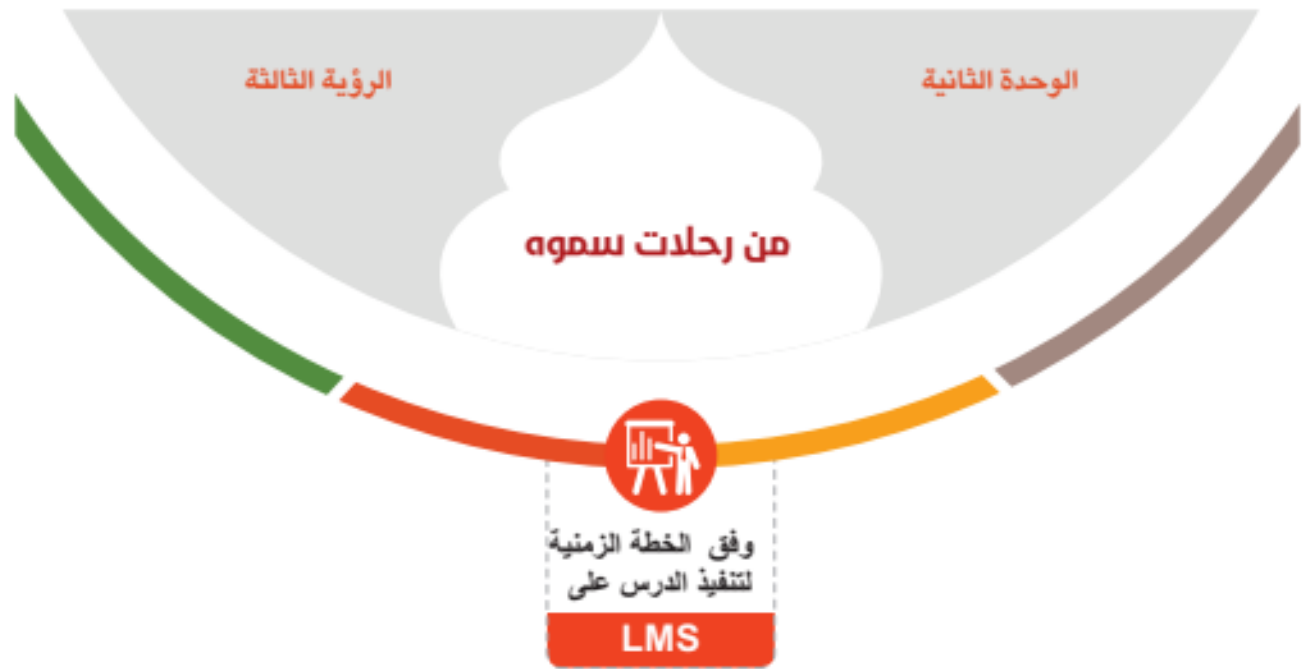 الوحدة الثانية
الرؤية الثالثة
من رحلات سموه
وفق الخطة الزمنية
لتنفيذ الدرس على
LMS